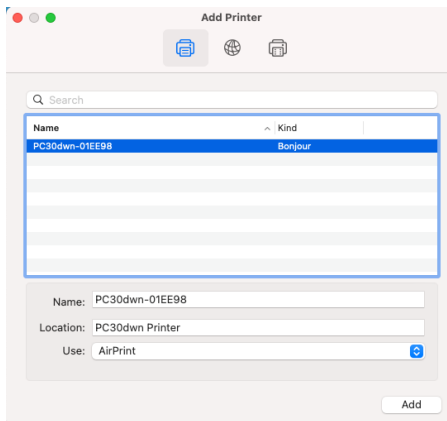 Add Printer
Search
Name Kind
PC30dwn-01EE98 Bonjour
Name: PC30dwn-01EE98
Location: PC30dwn Printer
Use: AirPrint
Add